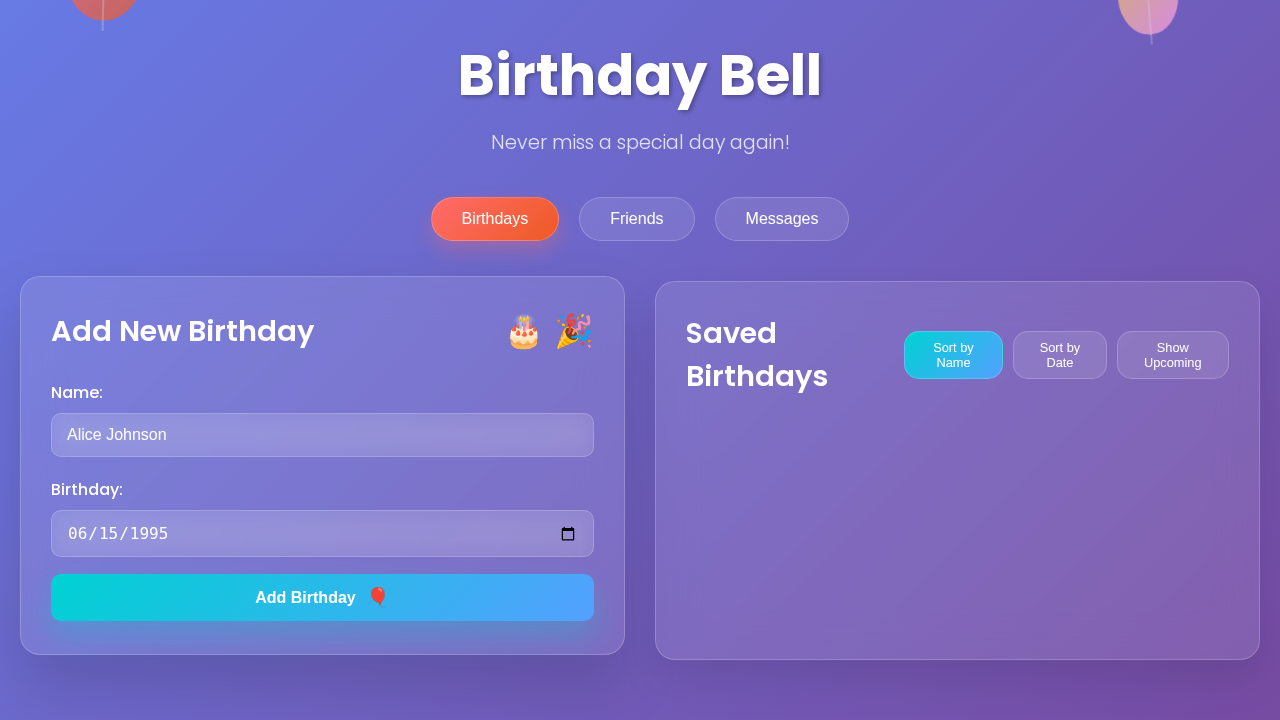 Birthday Bell
Never miss a special day again!
Birthdays
Friends
Messages
Add New Birthday
Name:
Alice Johnson
Birthday:
06/15/1995
Add Birthday
Saved
Birthdays
Sort by
Name
Sort by
Date
Show
Upcoming